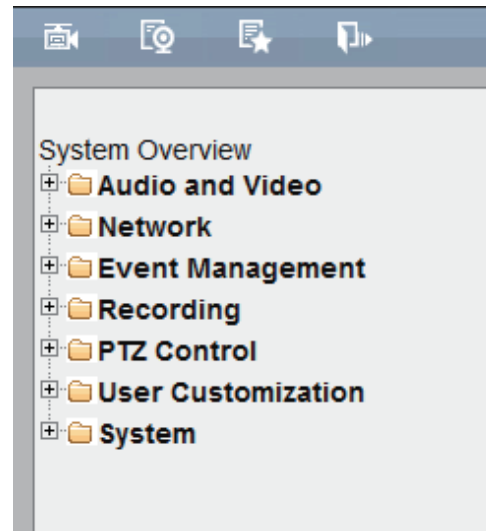 System Overview
Audio and Video
Network
Event Management
Recording
PTZ Control
User Customization
System